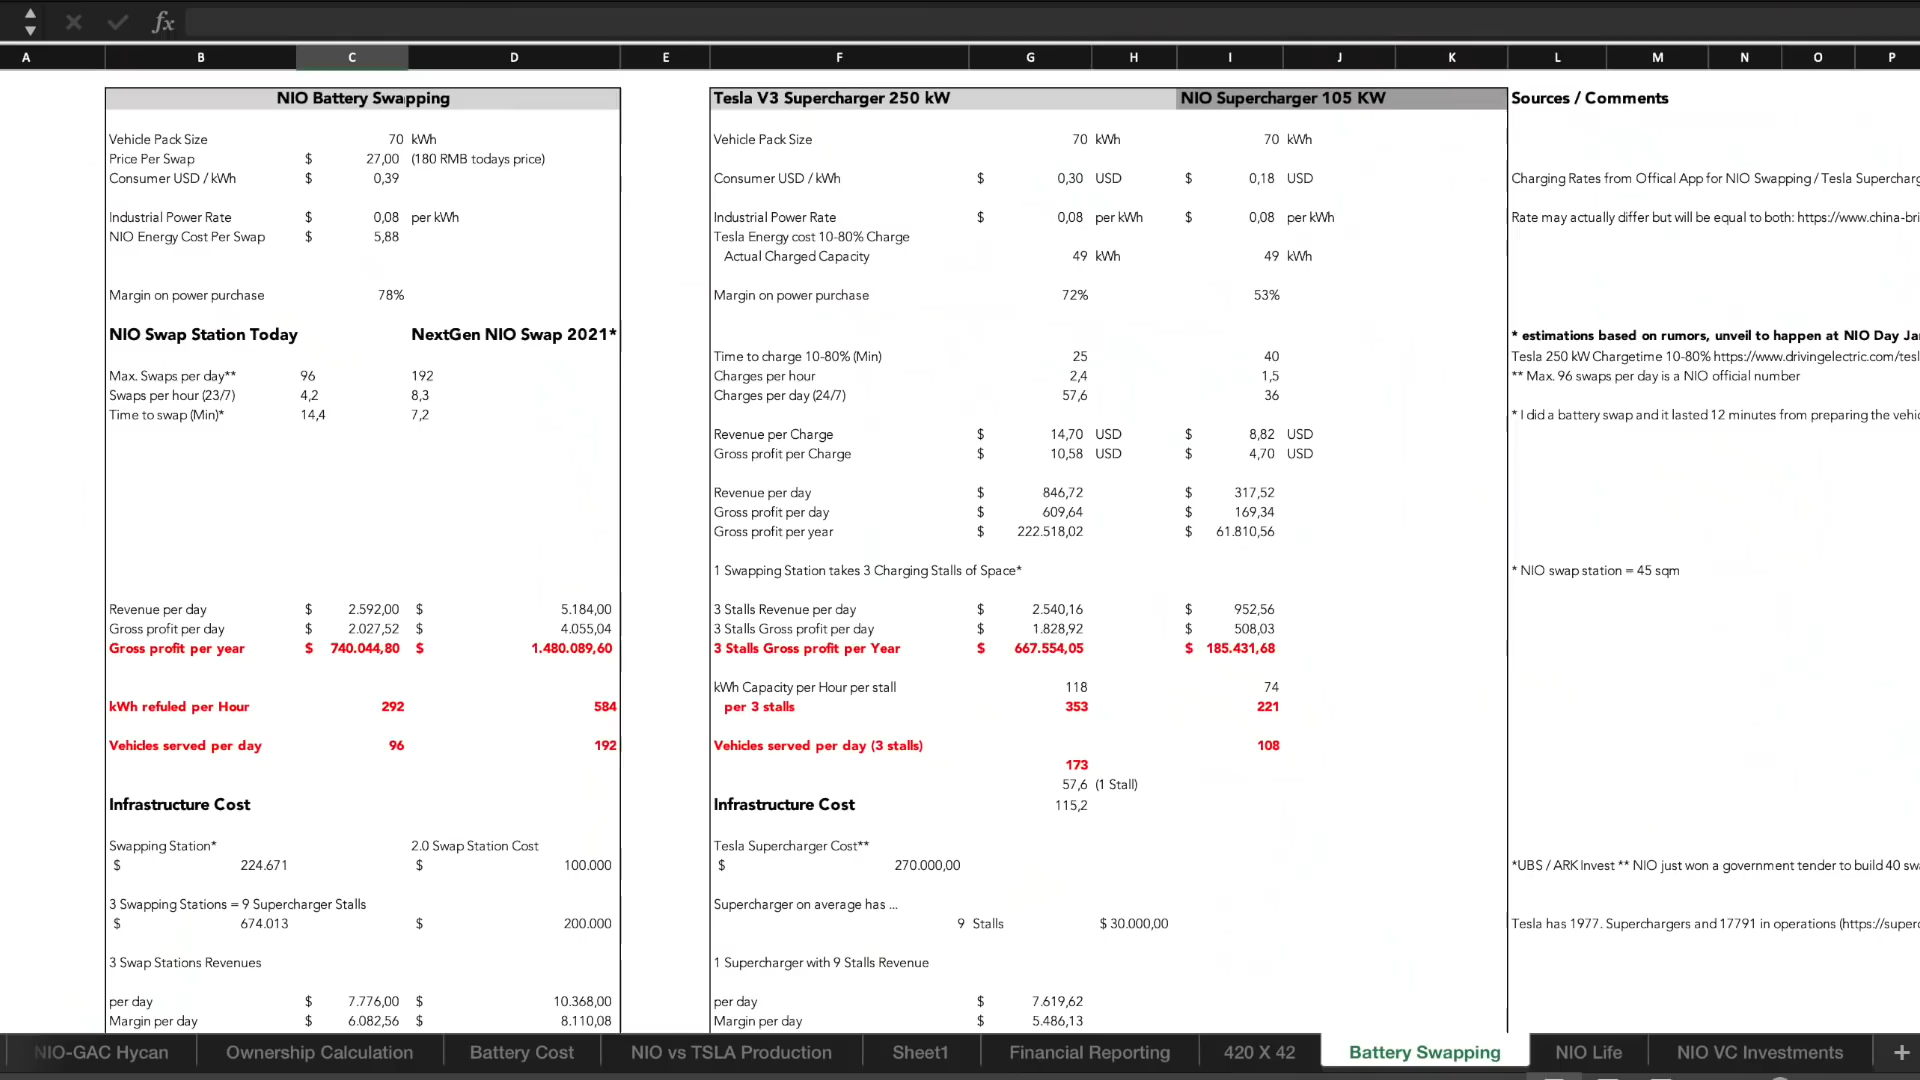 fx
A B C D E F G H I J K L M N O P
NIO Battery Swapping Tesla V3 Supercharger 250 kW NIO Supercharger 105 KW Sources / Comments
Vehicle Pack Size 70 kWh Vehicle Pack Size 70 kWh 70 kWh
Price Per Swap $ 27,00 (180 RMB todays price)
Consumer USD / kWh $ 0,39 Consumer USD / kWh $ 0,30 USD $ 0,18 USD Charging Rates from Offical App for NIO Swapping / Tesla Supercharg
Industrial Power Rate $ 0,08 per kWh Industrial Power Rate $ 0,08 per kWh $ 0,08 per kWh Rate may actually differ but will be equal to both: https://www.china-bri
NIO Energy Cost Per Swap $ 5,88 Tesla Energy cost 10-80% Charge
Actual Charged Capacity 49 kWh 49 kWh
Margin on power purchase 78% Margin on power purchase 72% 53%
NIO Swap Station Today NextGen NIO Swap 2021* * estimations based on rumors, unveil to happen at NIO Day Ja
Time to charge 10-80% (Min) 25 40 Tesla 250 kW Chargetime 10-80% https://www.drivingelectric.com/tesl
Max. Swaps per day** 96 192 Charges per hour 2,4 1,5 ** Max. 96 swaps per day is a NIO official number
Swaps per hour (23/7) 4,2 8,3 Charges per day (24/7) 57,6 36
Time to swap (Min)* 14,4 7,2 * I did a battery swap and it lasted 12 minutes from preparing the vehic
Revenue per Charge $ 14,70 USD $ 8,82 USD
Gross profit per Charge $ 10,58 USD $ 4,70 USD
Revenue per day $ 846,72 $ 317,52
Gross profit per day $ 609,64 $ 169,34
Gross profit per year $ 222.518,02 $ 61.810,56
1 Swapping Station takes 3 Charging Stalls of Space* * NIO swap station = 45 sqm
Revenue per day $ 2.592,00 $ 5.184,00 3 Stalls Revenue per day $ 2.540,16 $ 952,56
Gross profit per day $ 2.027,52 $ 4.055,04 3 Stalls Gross profit per day $ 1.828,92 $ 508,03
Gross profit per year $ 740.044,80 $ 1.480.089,60 3 Stalls Gross profit per Year $ 667.554,05 $ 185.431,68
kWh Capacity per Hour per stall 118 74
kWh refuled per Hour 292 584 per 3 stalls 353 221
Vehicles served per day 96 192 Vehicles served per day (3 stalls) 108
173
57,6 (1 Stall)
Infrastructure Cost Infrastructure Cost 115,2
Swapping Station* 2.0 Swap Station Cost Tesla Supercharger Cost**
$ 224.671 $ 100.000 $ 270.000,00 *UBS / ARK Invest ** NIO just won a government tender to build 40 sw
3 Swapping Stations = 9 Supercharger Stalls Supercharger on average has ...
$ 674.013 $ 200.000 9 Stalls $ 30.000,00 Tesla has 1977. Superchargers and 17791 in operations (https://superc
3 Swap Stations Revenues 1 Supercharger with 9 Stalls Revenue
per day $ 7.776,00 $ 10.368,00 per day $ 7.619,62
Margin per day $ 6.082,56 $ 8.110,08 Margin per day $ 5.486,13
NIO-GAC Hycan Ownership Calculation Battery Cost NIO vs TSLA Production Sheet1 Financial Reporting 420 X 42 Battery Swapping NIO Life NIO VC Investments +